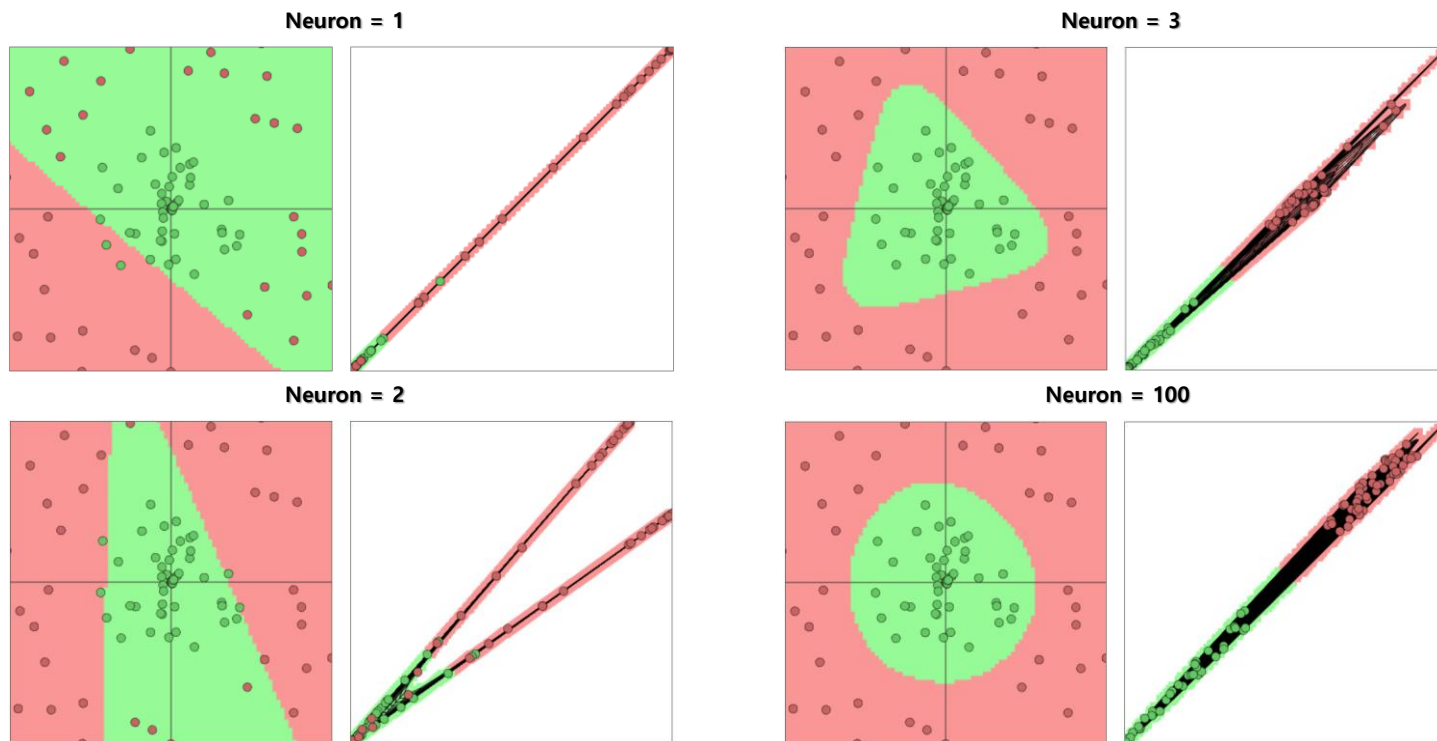 Neuron = 1
Neuron = 3
Neuron = 2
Neuron = 100